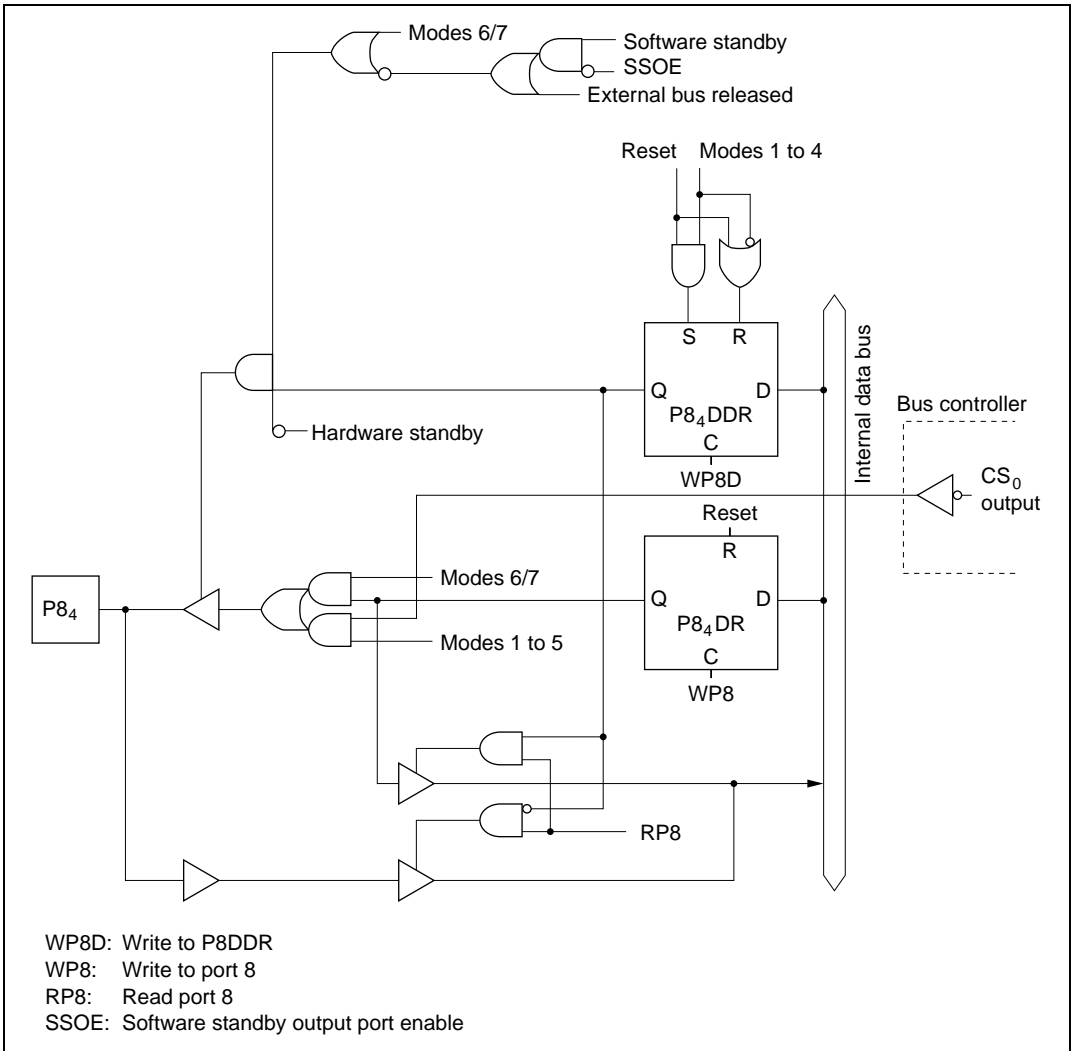 Modes 6/7
Software standby
SSOE
External bus released
Reset Modes 1 to 4
S R
Q D
P8₄DDR
C
WP8D
Hardware standby
Internal data bus
Bus controller
CS₀
output
Reset
R
Modes 6/7
Q D
P8₄
P8₄DR
Modes 1 to 5
C
WP8
RP8
WP8D: Write to P8DDR
WP8: Write to port 8
RP8: Read port 8
SSOE: Software standby output port enable